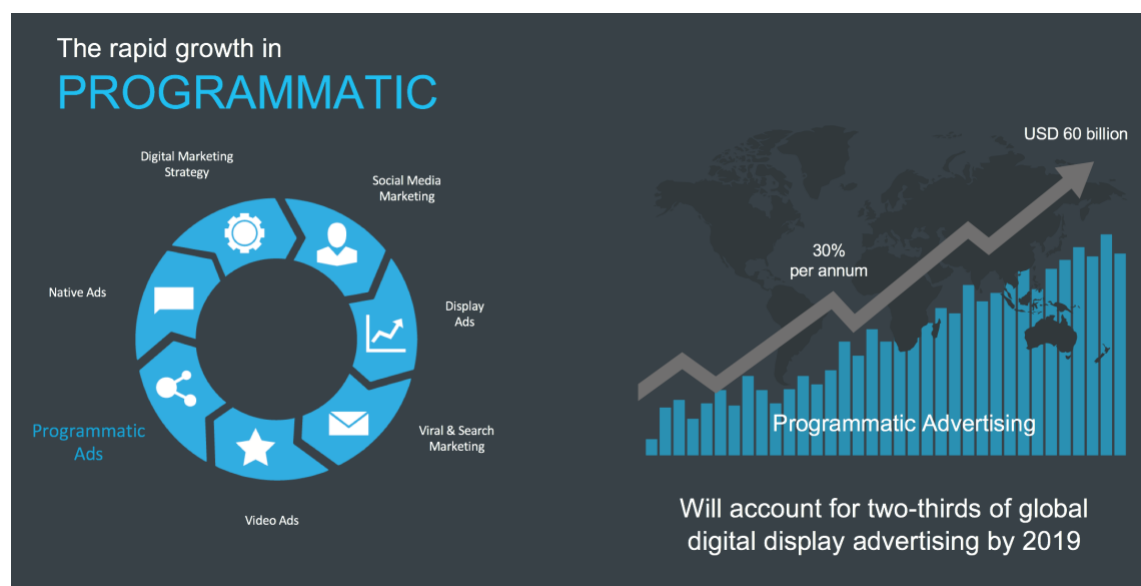 The rapid growth in
PROGRAMMATIC
Digital Marketing
Strategy
Social Media
Marketing
Native Ads
Display
Ads
Programmatic
Ads
Viral & Search
Marketing
Video Ads
USD 60 billion
30%
per annum
Programmatic Advertising
Will account for two-thirds of global
digital display advertising by 2019